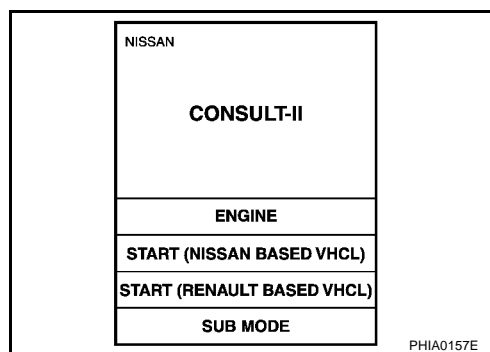 NISSAN
CONSULT-II
ENGINE
START (NISSAN BASED VHCL)
START (RENAULT BASED VHCL)
SUB MODE
PHIA0157E